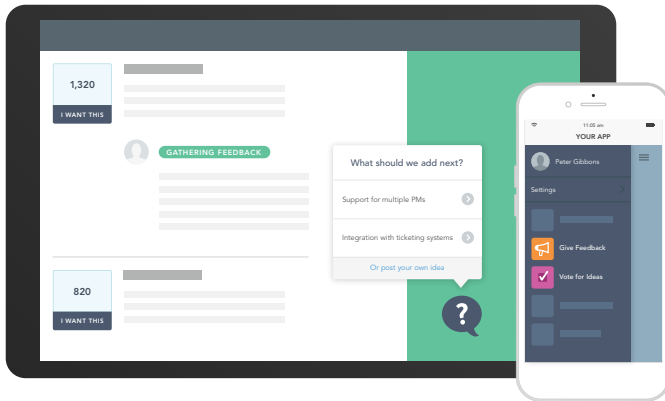 1,320
I WANT THIS
GATHERING FEEDBACK
820
I WANT THIS
What should we add next?
Support for multiple PMs
Integration with ticketing systems
Or post your own idea
?
11:05 am
YOUR APP
Peter Gibbons
Settings
Give Feedback
Vote for Ideas